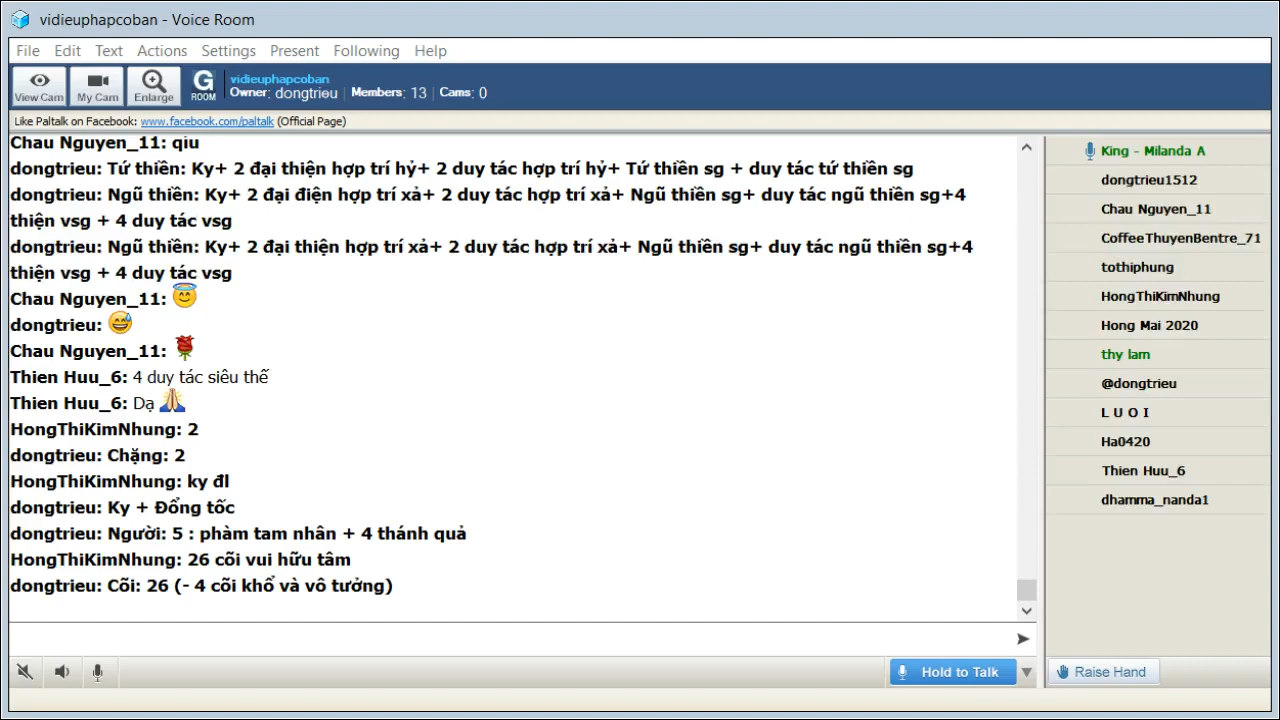 vidieuphapcoban - Voice Room
File Edit Text Actions Settings Present Following Help
View Cam My Cam Enlarge G ROOM
vidieuphapcoban
Owner: dongtrieu | Members: 13 | Cams: 0
Like Paltalk on Facebook: www.facebook.com/paltalk (Official Page)
Chau Nguyen_11: qiu
dongtrieu: Tứ thiền: Ky+ 2 đại thiện hợp trí hỷ+ 2 duy tác hợp trí hỷ+ Tứ thiền sg + duy tác tứ thiền sg
dongtrieu: Ngũ thiền: Ky+ 2 đại điện hợp trí xả+ 2 duy tác hợp trí xả+ Ngũ thiền sg+ duy tác ngũ thiền sg+4
thiện vsg + 4 duy tác vsg
dongtrieu: Ngũ thiền: Ky+ 2 đại thiện hợp trí xả+ 2 duy tác hợp trí xả+ Ngũ thiền sg+ duy tác ngũ thiền sg+4
thiện vsg + 4 duy tác vsg
Chau Nguyen_11: 😇
dongtrieu: 😅
Chau Nguyen_11: 🌹
Thien Huu_6: 4 duy tác siêu thế
Thien Huu_6: Dạ 🙏
HongThiKimNhung: 2
dongtrieu: Chặng: 2
HongThiKimNhung: ky đl
dongtrieu: Ky + Đổng tốc
dongtrieu: Người: 5 : phàm tam nhân + 4 thánh quả
HongThiKimNhung: 26 cõi vui hữu tâm
dongtrieu: Cõi: 26 (- 4 cõi khổ và vô tưởng)
Hold to Talk
King - Milanda A
dongtrieu1512
Chau Nguyen_11
CoffeeThuyenBentre_71
tothiphung
HongThiKimNhung
Hong Mai 2020
thy lam
@dongtrieu
L U O I
Ha0420
Thien Huu_6
dhamma_nanda1
Raise Hand